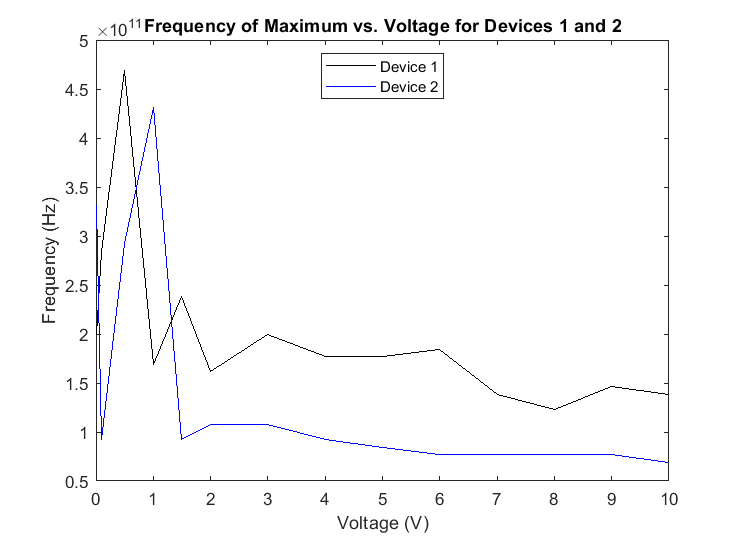 ×10¹¹ Frequency of Maximum vs. Voltage for Devices 1 and 2
Device 1
Device 2
5
4.5
4
3.5
3
2.5
2
1.5
1
0.5
Frequency (Hz)
0 1 2 3 4 5 6 7 8 9 10
Voltage (V)